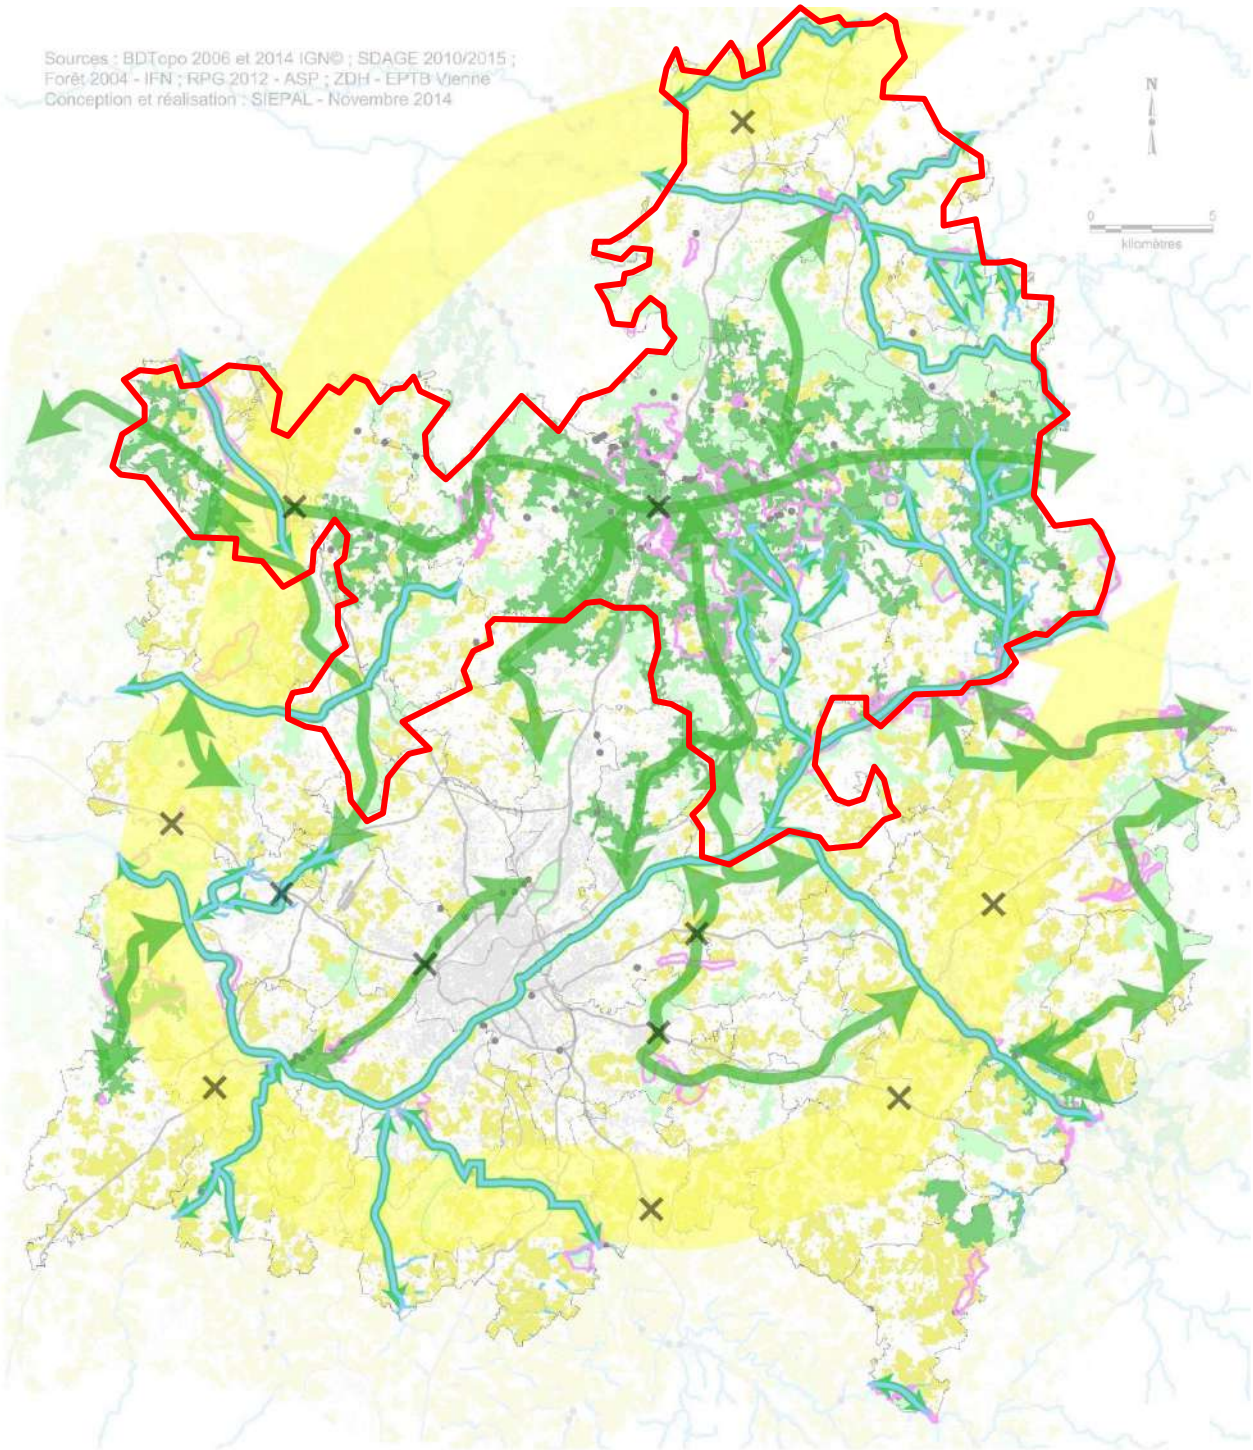 Sources : BDTopo 2006 et 2014 IGN© ; SDAGE 2010/2015 ;
Forêt 2004 - IFN ; RPG 2012 - ASP ; ZDH - EPTB Vienne
Conception et réalisation : SIEPAL - Novembre 2014
N
0 5
kilomètres